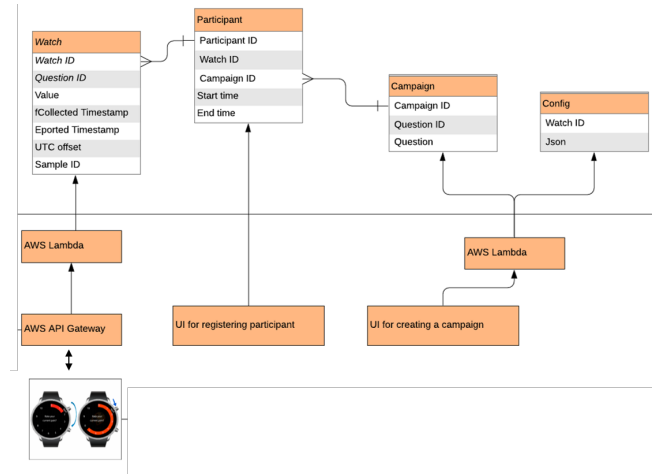 Watch
Watch ID
Question ID
Value
fCollected Timestamp
Eported Timestamp
UTC offset
Sample ID
Participant
Participant ID
Watch ID
Campaign ID
Start time
End time
Campaign
Campaign ID
Question ID
Question
Config
Watch ID
Json
AWS Lambda
AWS Lambda
AWS API Gateway
UI for registering participant
UI for creating a campaign